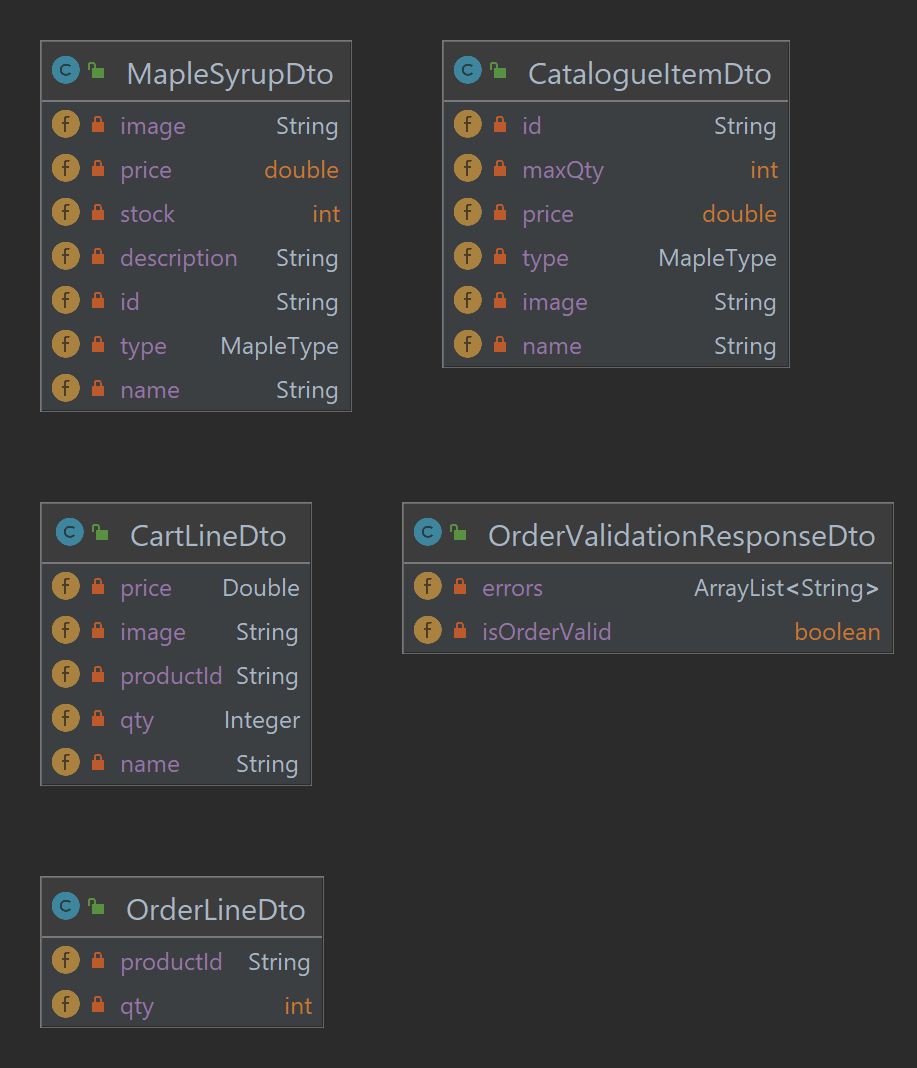 MapleSyrupDto
image String
price double
stock int
description String
id String
type MapleType
name String
CatalogueItemDto
id String
maxQty int
price double
type MapleType
image String
name String
CartLineDto
price Double
image String
productId String
qty Integer
name String
OrderValidationResponseDto
errors ArrayList<String>
isOrderValid boolean
OrderLineDto
productId String
qty int